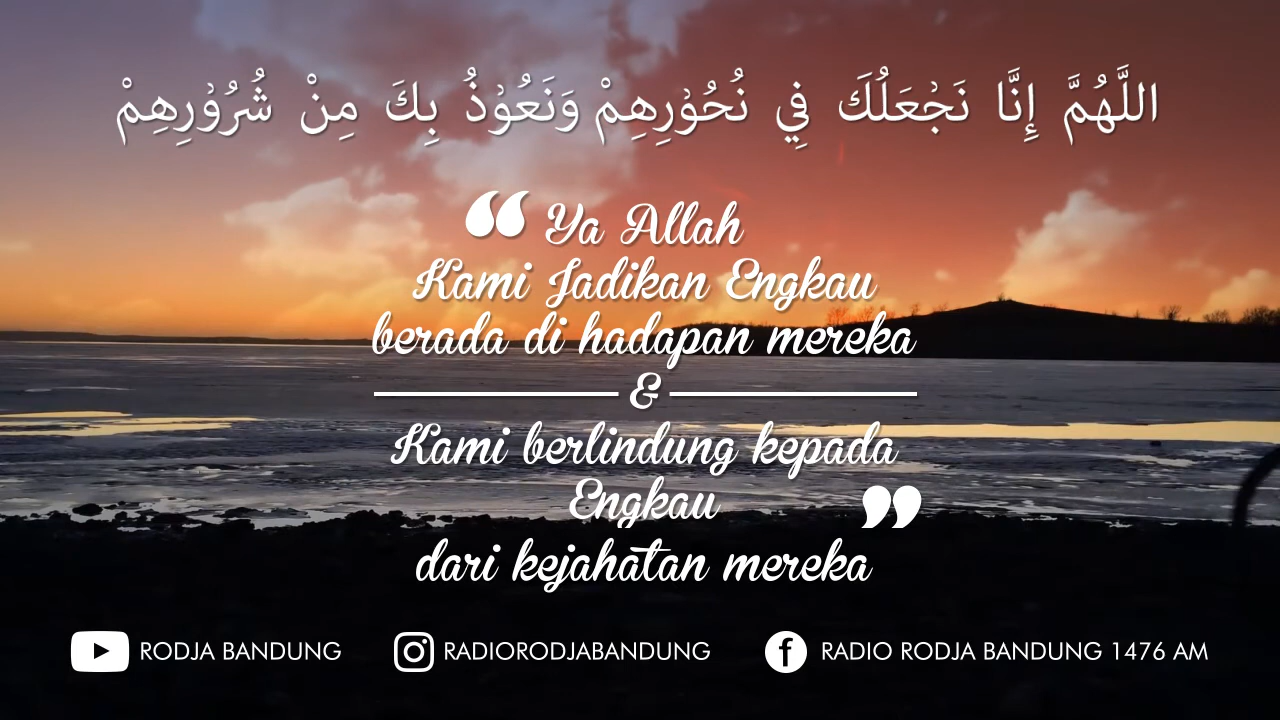 اللَّهُمَّ إِنَّا نَجْعَلُكَ فِي نُحُوْرِهِمْ وَنَعُوْذُ بِكَ مِنْ شُرُوْرِهِمْ
“ Ya Allah
Kami Jadikan Engkau
berada di hadapan mereka
&
Kami berlindung kepada
Engkau ”
dari kejahatan mereka
RODJA BANDUNG RADIORODJABANDUNG RADIO RODJA BANDUNG 1476 AM